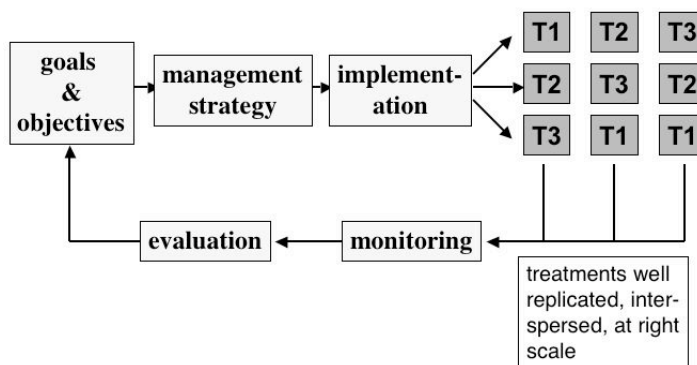 goals
&
objectives
management
strategy
implement-
ation
T1 T2 T3
T2 T3 T2
T3 T1 T1
evaluation
monitoring
treatments well
replicated, inter-
spersed, at right
scale